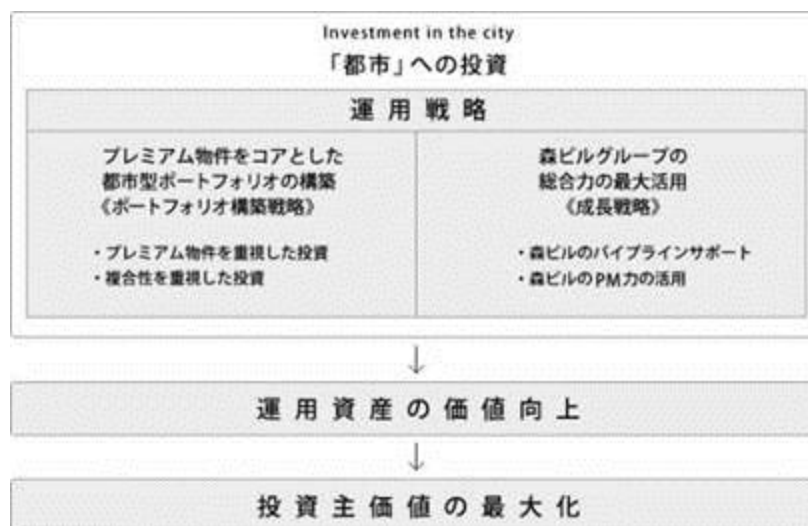 Investment in the city
「都市」への投資
運用戦略
プレミアム物件をコアとした
都市型ポートフォリオの構築
《ポートフォリオ構築戦略》
・プレミアム物件を重視した投資
・複合性を重視した投資
森ビルグループの
総合力の最大活用
《成長戦略》
・森ビルのパイプラインサポート
・森ビルのPM力の活用
↓
運用資産の価値向上
↓
投資主価値の最大化